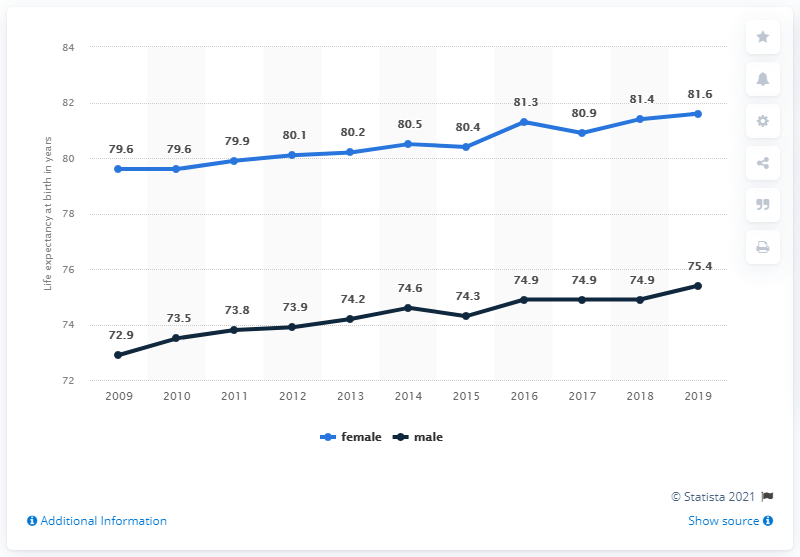 84
82
80
78
76
74
72
Life expectancy at birth in years
79.6 79.6 79.9 80.1 80.2 80.5 80.4 81.3 80.9 81.4 81.6
72.9 73.5 73.8 73.9 74.2 74.6 74.3 74.9 74.9 74.9 75.4
2009 2010 2011 2012 2013 2014 2015 2016 2017 2018 2019
female male
© Statista 2021
Additional Information Show source